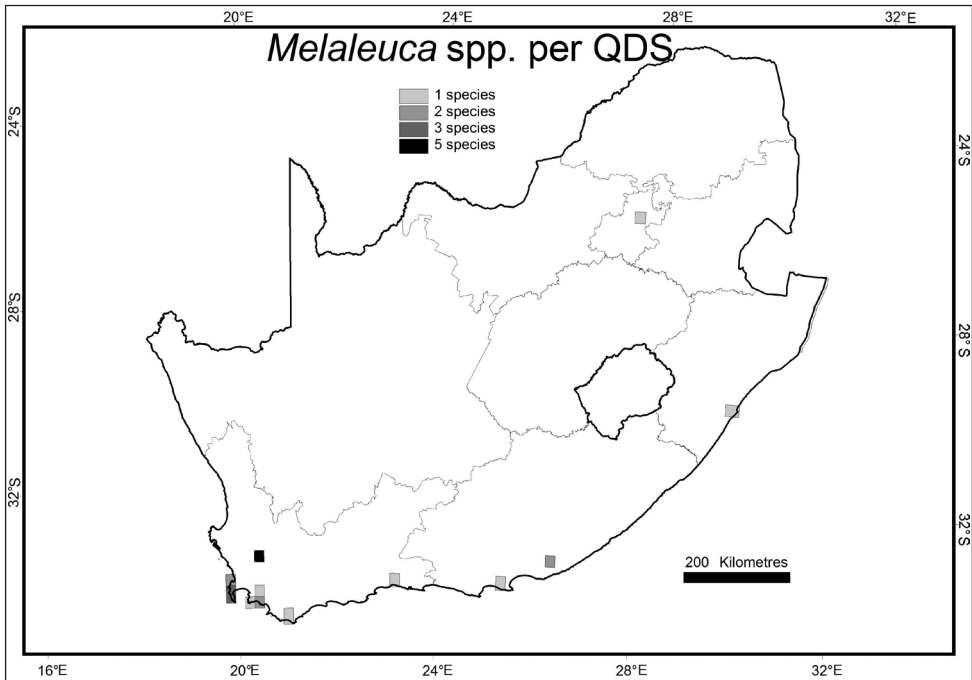 20°E 24°E 28°E 32°E
Melaleuca spp. per QDS
1 species
2 species
3 species
5 species
24°S 24°S
28°S 28°S
32°S 32°S
200 Kilometres
16°E 20°E 24°E 28°E 32°E